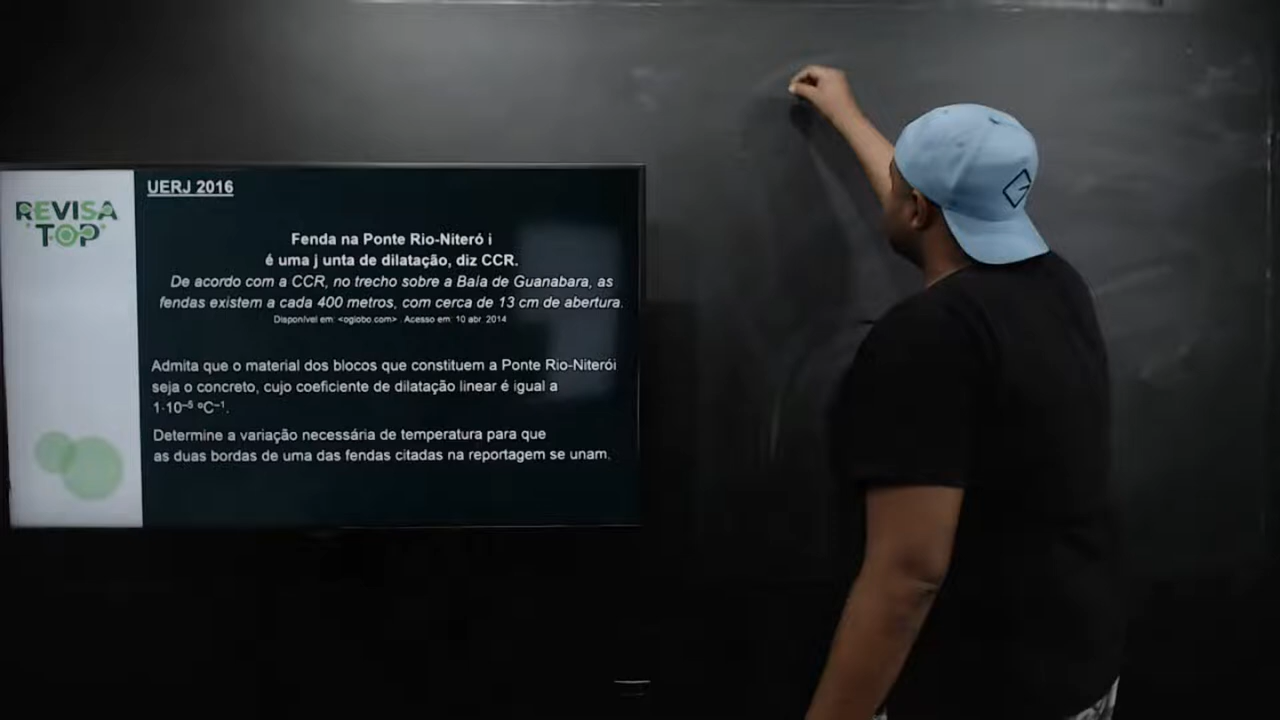 REVISA
TOP
UERJ 2016
Fenda na Ponte Rio-Niteró i
é uma j unta de dilatação, diz CCR.
De acordo com a CCR, no trecho sobre a Baía de Guanabara, as
fendas existem a cada 400 metros, com cerca de 13 cm de abertura.
Disponível em: <oglobo.com>. Acesso em: 10 abr. 2014
Admita que o material dos blocos que constituem a Ponte Rio-Niterói
seja o concreto, cujo coeficiente de dilatação linear é igual a
1·10⁻⁵ ºC⁻¹.
Determine a variação necessária de temperatura para que
as duas bordas de uma das fendas citadas na reportagem se unam.